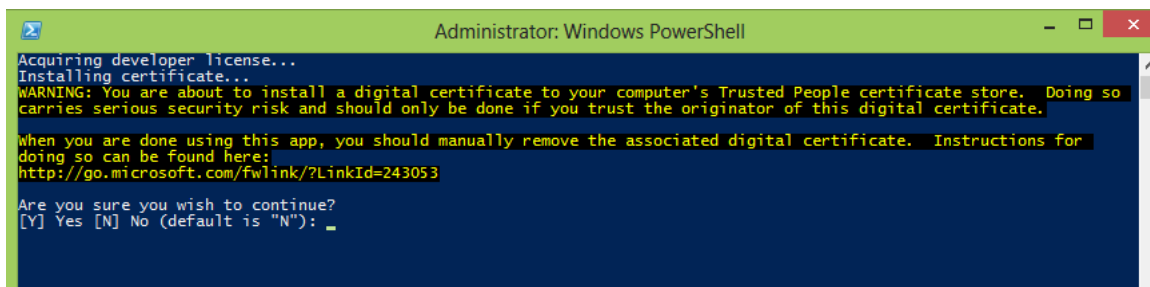 Administrator: Windows PowerShell
Acquiring developer license...
Installing certificate...
WARNING: You are about to install a digital certificate to your computer's Trusted People certificate store.  Doing so
carries serious security risk and should only be done if you trust the originator of this digital certificate.
When you are done using this app, you should manually remove the associated digital certificate.  Instructions for
doing so can be found here:
http://go.microsoft.com/fwlink/?LinkId=243053
Are you sure you wish to continue?
[Y] Yes [N] No (default is "N"):